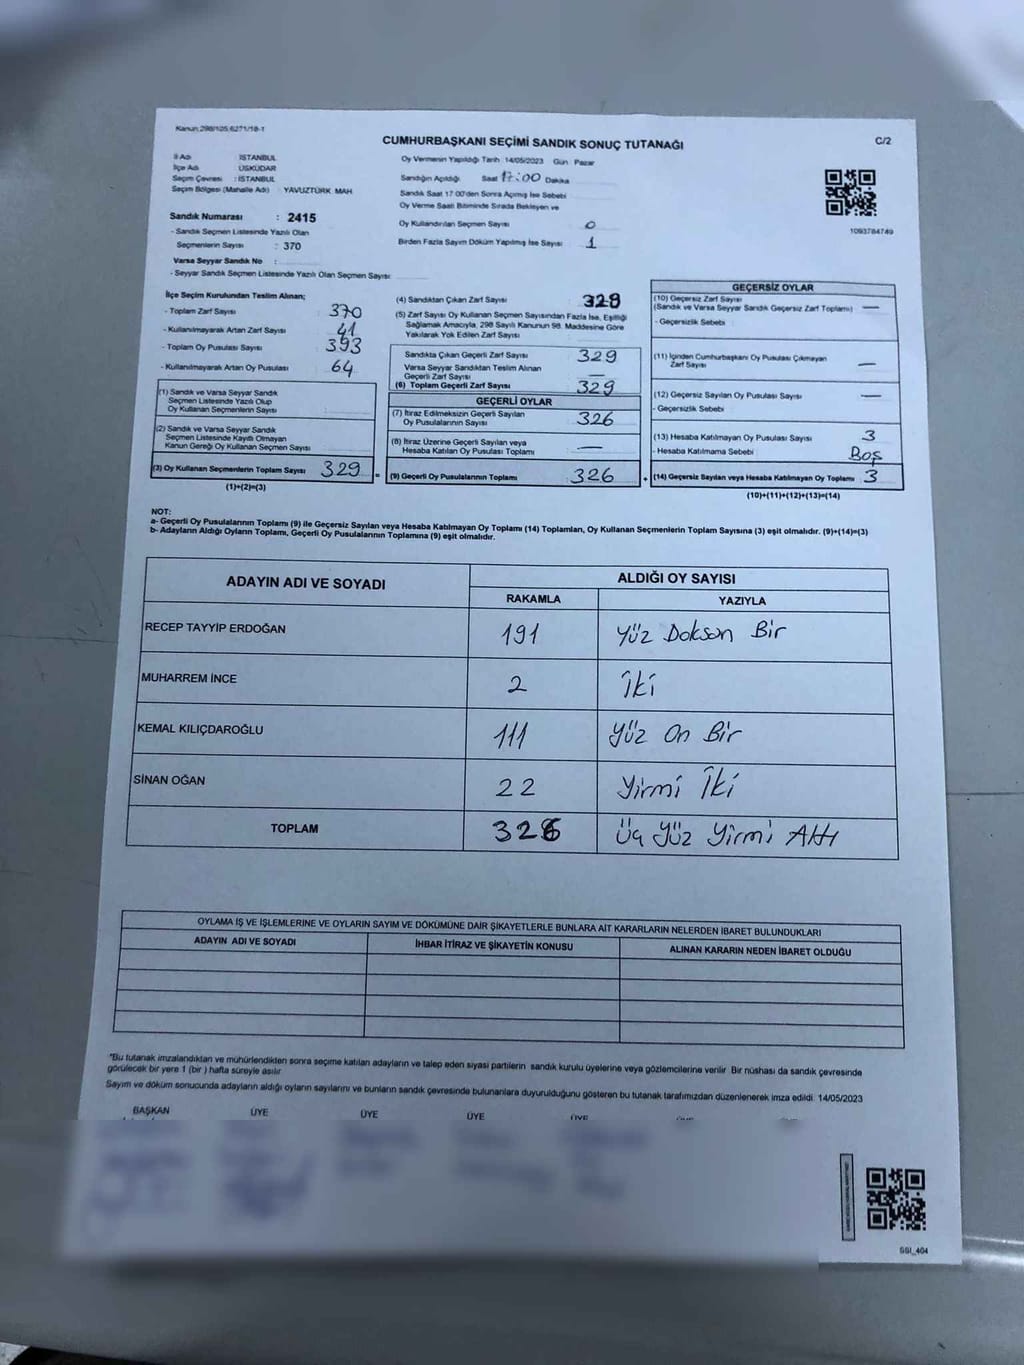 Kanun:298/105,6271/18-1
CUMHURBAŞKANI SEÇİMİ SANDIK SONUÇ TUTANAĞI
C/2
İl Adı : İSTANBUL
İlçe Adı : ÜSKÜDAR
Seçim Çevresi : İSTANBUL
Seçim Bölgesi (Mahalle Adı) YAVUZTÜRK MAH
Sandık Numarası : 2415
- Sandık Seçmen Listesinde Yazılı Olan
Seçmenlerin Sayısı : 370
Varsa Seyyar Sandık No :
- Seyyar Sandık Seçmen Listesinde Yazılı Olan Seçmen Sayısı :
Oy Vermenin Yapıldığı Tarih 14/05/2023 Gün : Pazar
Sandığın Açıldığı Saat 17:00 Dakika
Sandık Saat 17:00'den Sonra Açılmış İse Sebebi
Oy Verme Saati Bitiminde Sırada Bekleyen ve
Oy Kullandırılan Seçmen Sayısı 0
Birden Fazla Sayım Döküm Yapılmış İse Sayısı 1
1093784749
İlçe Seçim Kurulundan Teslim Alınan;
- Toplam Zarf Sayısı : 370
- Kullanılmayarak Artan Zarf Sayısı : 41
- Toplam Oy Pusulası Sayısı : 393
- Kullanılmayarak Artan Oy Pusulası : 64
(1) Sandık ve Varsa Seyyar Sandık
Seçmen Listesinde Yazılı Olup
Oy Kullanan Seçmenlerin Sayısı :
(2) Sandık ve Varsa Seyyar Sandık
Seçmen Listesinde Kayıtlı Olmayan
Kanun Gereği Oy Kullanan Seçmen Sayısı :
(3) Oy Kullanan Seçmenlerin Toplam Sayısı 329
(1)+(2)=(3)
(4) Sandıktan Çıkan Zarf Sayısı : 328
(5) Zarf Sayısı Oy Kullanan Seçmen Sayısından Fazla İse, Eşitliği
Sağlamak Amacıyla, 298 Sayılı Kanunun 98. Maddesine Göre
Yakılarak Yok Edilen Zarf Sayısı :
Sandıkta Çıkan Geçerli Zarf Sayısı : 329
Varsa Seyyar Sandıktan Teslim Alınan
Geçerli Zarf Sayısı : —
(6) Toplam Geçerli Zarf Sayısı : 329
GEÇERLİ OYLAR
(7) İtiraz Edilmeksizin Geçerli Sayılan
Oy Pusulalarının Sayısı : 326
(8) İtiraz Üzerine Geçerli Sayılan veya
Hesaba Katılan Oy Pusulası Toplamı : —
(9) Geçerli Oy Pusulalarının Toplamı : 326
GEÇERSİZ OYLAR
(10) Geçersiz Zarf Sayısı
(Sandık ve Varsa Seyyar Sandık Geçersiz Zarf Toplamı) : —
- Geçersizlik Sebebi :
(11) İçinden Cumhurbaşkanı Oy Pusulası Çıkmayan
Zarf Sayısı : —
(12) Geçersiz Sayılan Oy Pusulası Sayısı : —
- Geçersizlik Sebebi
(13) Hesaba Katılmayan Oy Pusulası Sayısı : 3
- Hesaba Katılmama Sebebi : Boş
(14) Geçersiz Sayılan veya Hesaba Katılmayan Oy Toplamı : 3
(10)+(11)+(12)+(13)=(14)
NOT:
a- Geçerli Oy Pusulalarının Toplamı (9) ile Geçersiz Sayılan veya Hesaba Katılmayan Oy Toplamı (14) Toplamları, Oy Kullanan Seçmenlerin Toplam Sayısına (3) eşit olmalıdır. (9)+(14)=(3)
b- Adayların Aldığı Oyların Toplamı, Geçerli Oy Pusulalarının Toplamına (9) eşit olmalıdır.
ADAYIN ADI VE SOYADI
ALDIĞI OY SAYISI
RAKAMLA YAZIYLA
RECEP TAYYİP ERDOĞAN 191 Yüz Doksan Bir
MUHARREM İNCE 2 İki
KEMAL KILIÇDAROĞLU 111 Yüz On Bir
SİNAN OĞAN 22 Yirmi İki
TOPLAM 326 Üç Yüz Yirmi Altı
OYLAMA İŞ VE İŞLEMLERİNE VE OYLARIN SAYIM VE DÖKÜMÜNE DAİR ŞİKAYETLERLE BUNLARA AİT KARARLARIN NELERDEN İBARET BULUNDUKLARI
ADAYIN ADI VE SOYADI İHBAR İTİRAZ VE ŞİKAYETİN KONUSU ALINAN KARARIN NEDEN İBARET OLDUĞU
*Bu tutanak imzalandıktan ve mühürlendikten sonra seçime katılan adayların ve talep eden siyasi partilerin sandık kurulu üyelerine veya gözlemcilerine verilir. Bir nüshası da sandık çevresinde
görülecek bir yere 1 (bir ) hafta süreyle asılır
Sayım ve döküm sonucunda adayların aldığı oyların sayılarını ve bunların sandık çevresinde bulunanlara duyurulduğunu gösteren bu tutanak tarafımızdan düzenlenerek imza edildi. 14/05/2023
BAŞKAN ÜYE ÜYE ÜYE ÜYE
SSI_404